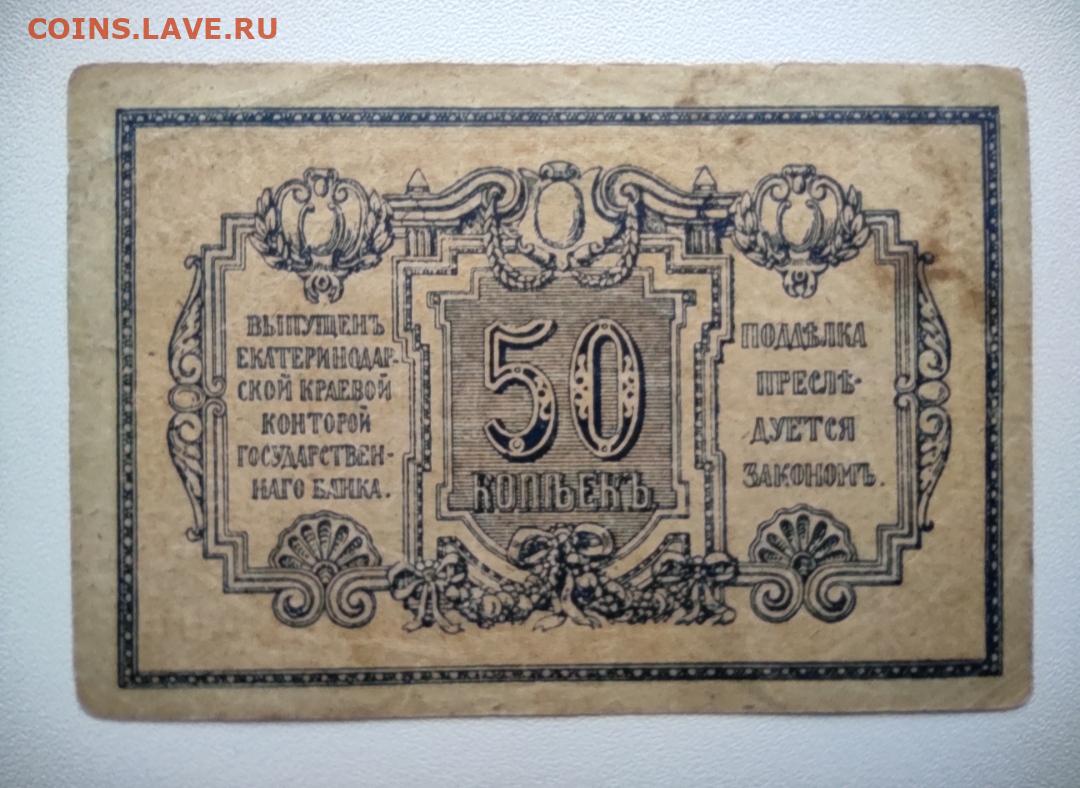 COINS.LAVE.RU
ВЫПУЩЕНЪ
ЕКАТЕРИНОДАР-
СКОЙ КРАЕВОЙ
КОНТОРОЙ
ГОСУДАРСТВЕН-
НАГО БАНКА.
50
КОПѢЕКЪ.
ПОДДѢЛКА
ПРЕСЛѢ-
ДУЕТСЯ
ЗАКОНОМЪ.